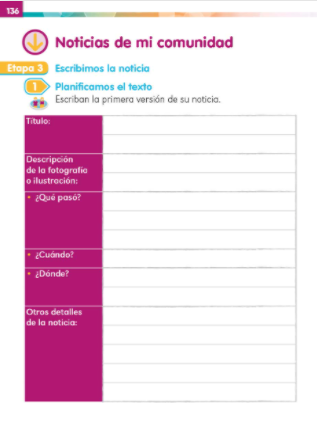 136
Noticias de mi comunidad
Etapa 3 Escribimos la noticia
1 Planificamos el texto
Escriban la primera versión de su noticia.
Título:
Descripción
de la fotografía
o ilustración:
• ¿Qué pasó?
• ¿Cuándo?
• ¿Dónde?
Otros detalles
de la noticia: